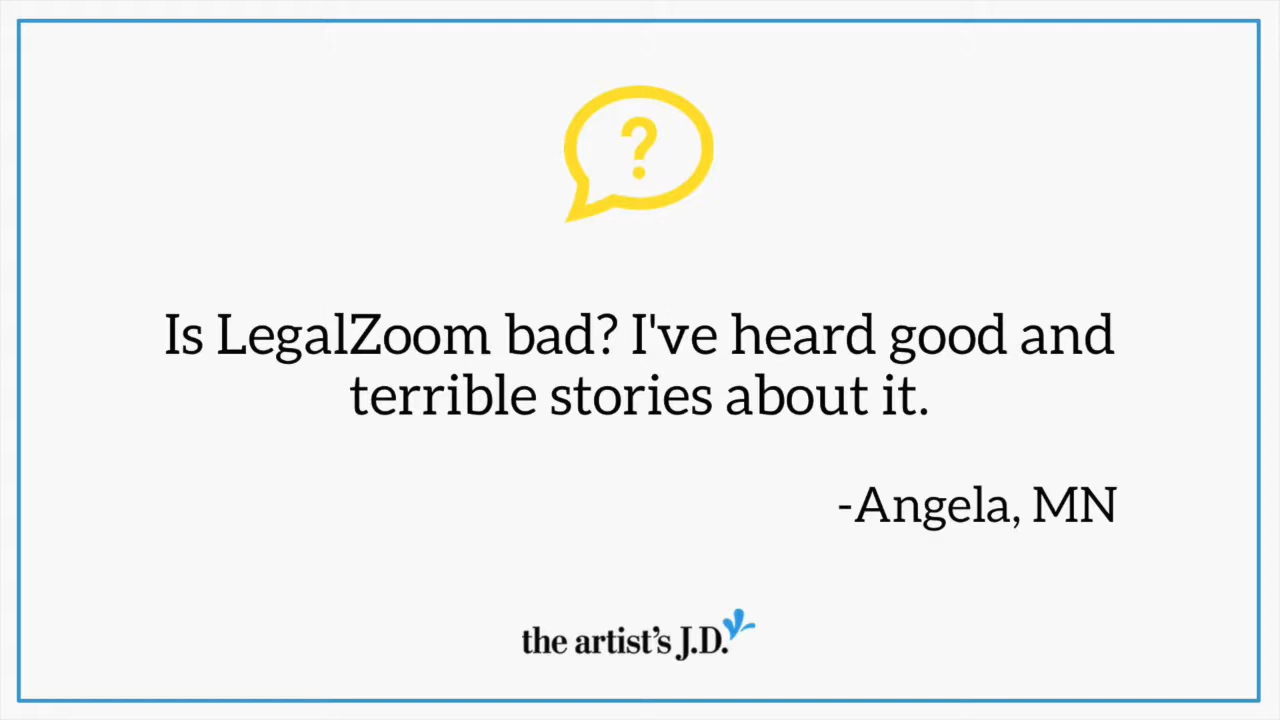 ?
Is LegalZoom bad? I've heard good and
terrible stories about it.
-Angela, MN
the artist's J.D.